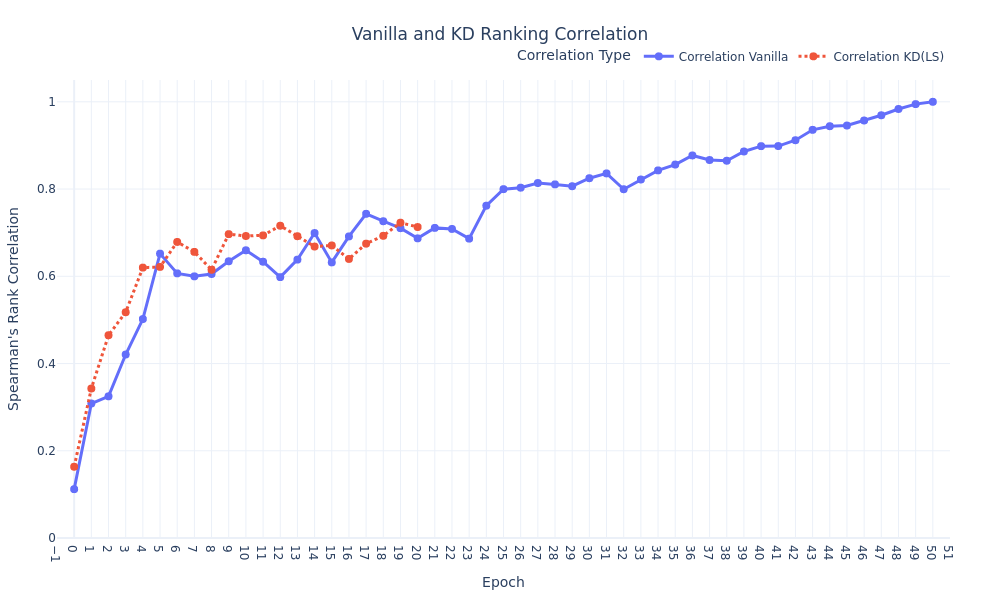 Vanilla and KD Ranking Correlation
Correlation Type
Correlation Vanilla
Correlation KD(LS)
Spearman's Rank Correlation
1
0.8
0.6
0.4
0.2
0
−1 0 1 2 3 4 5 6 7 8 9 10 11 12 13 14 15 16 17 18 19 20 21 22 23 24 25 26 27 28 29 30 31 32 33 34 35 36 37 38 39 40 41 42 43 44 45 46 47 48 49 50 51
Epoch